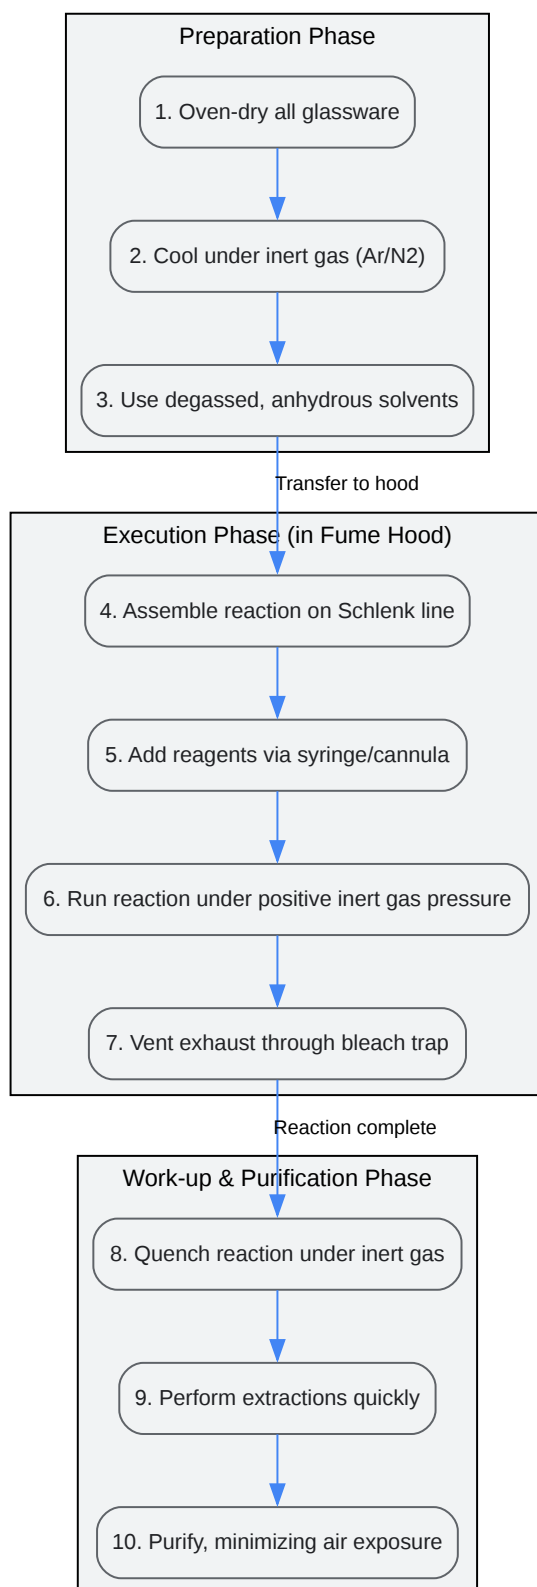 Preparation Phase
1. Oven-dry all glassware
2. Cool under inert gas (Ar/N2)
3. Use degassed, anhydrous solvents
Transfer to hood
Execution Phase (in Fume Hood)
4. Assemble reaction on Schlenk line
5. Add reagents via syringe/cannula
6. Run reaction under positive inert gas pressure
7. Vent exhaust through bleach trap
Reaction complete
Work-up & Purification Phase
8. Quench reaction under inert gas
9. Perform extractions quickly
10. Purify, minimizing air exposure